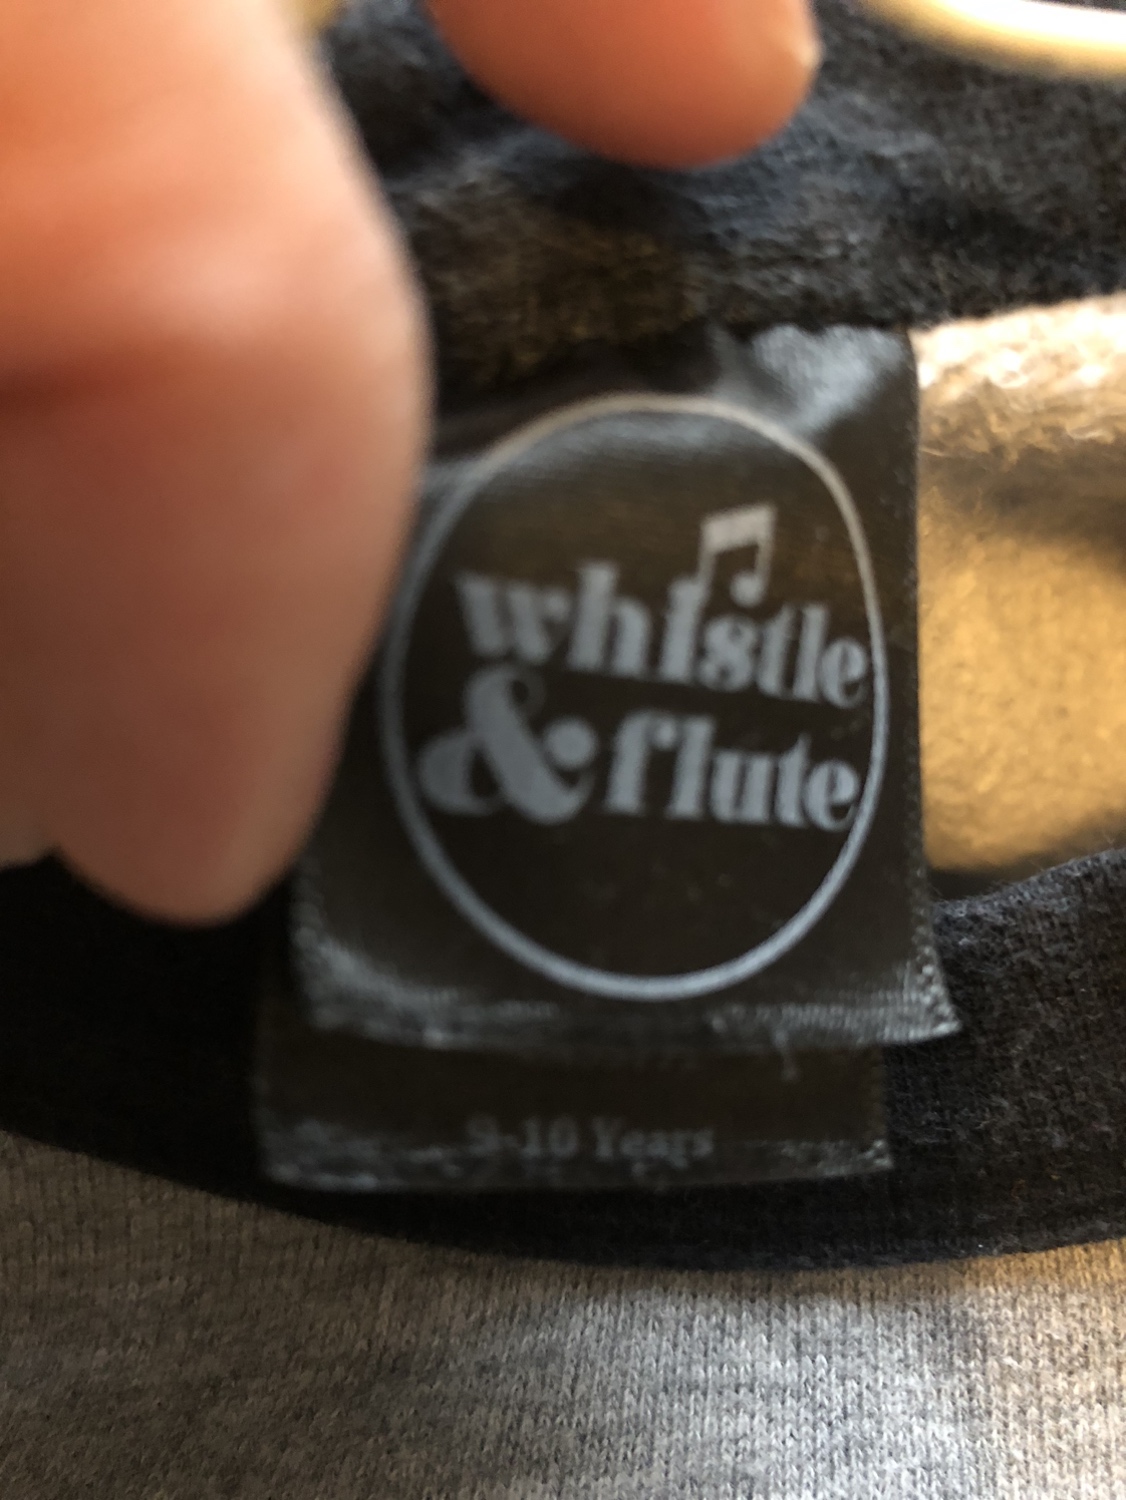 whistle
& flute
9-10 Years